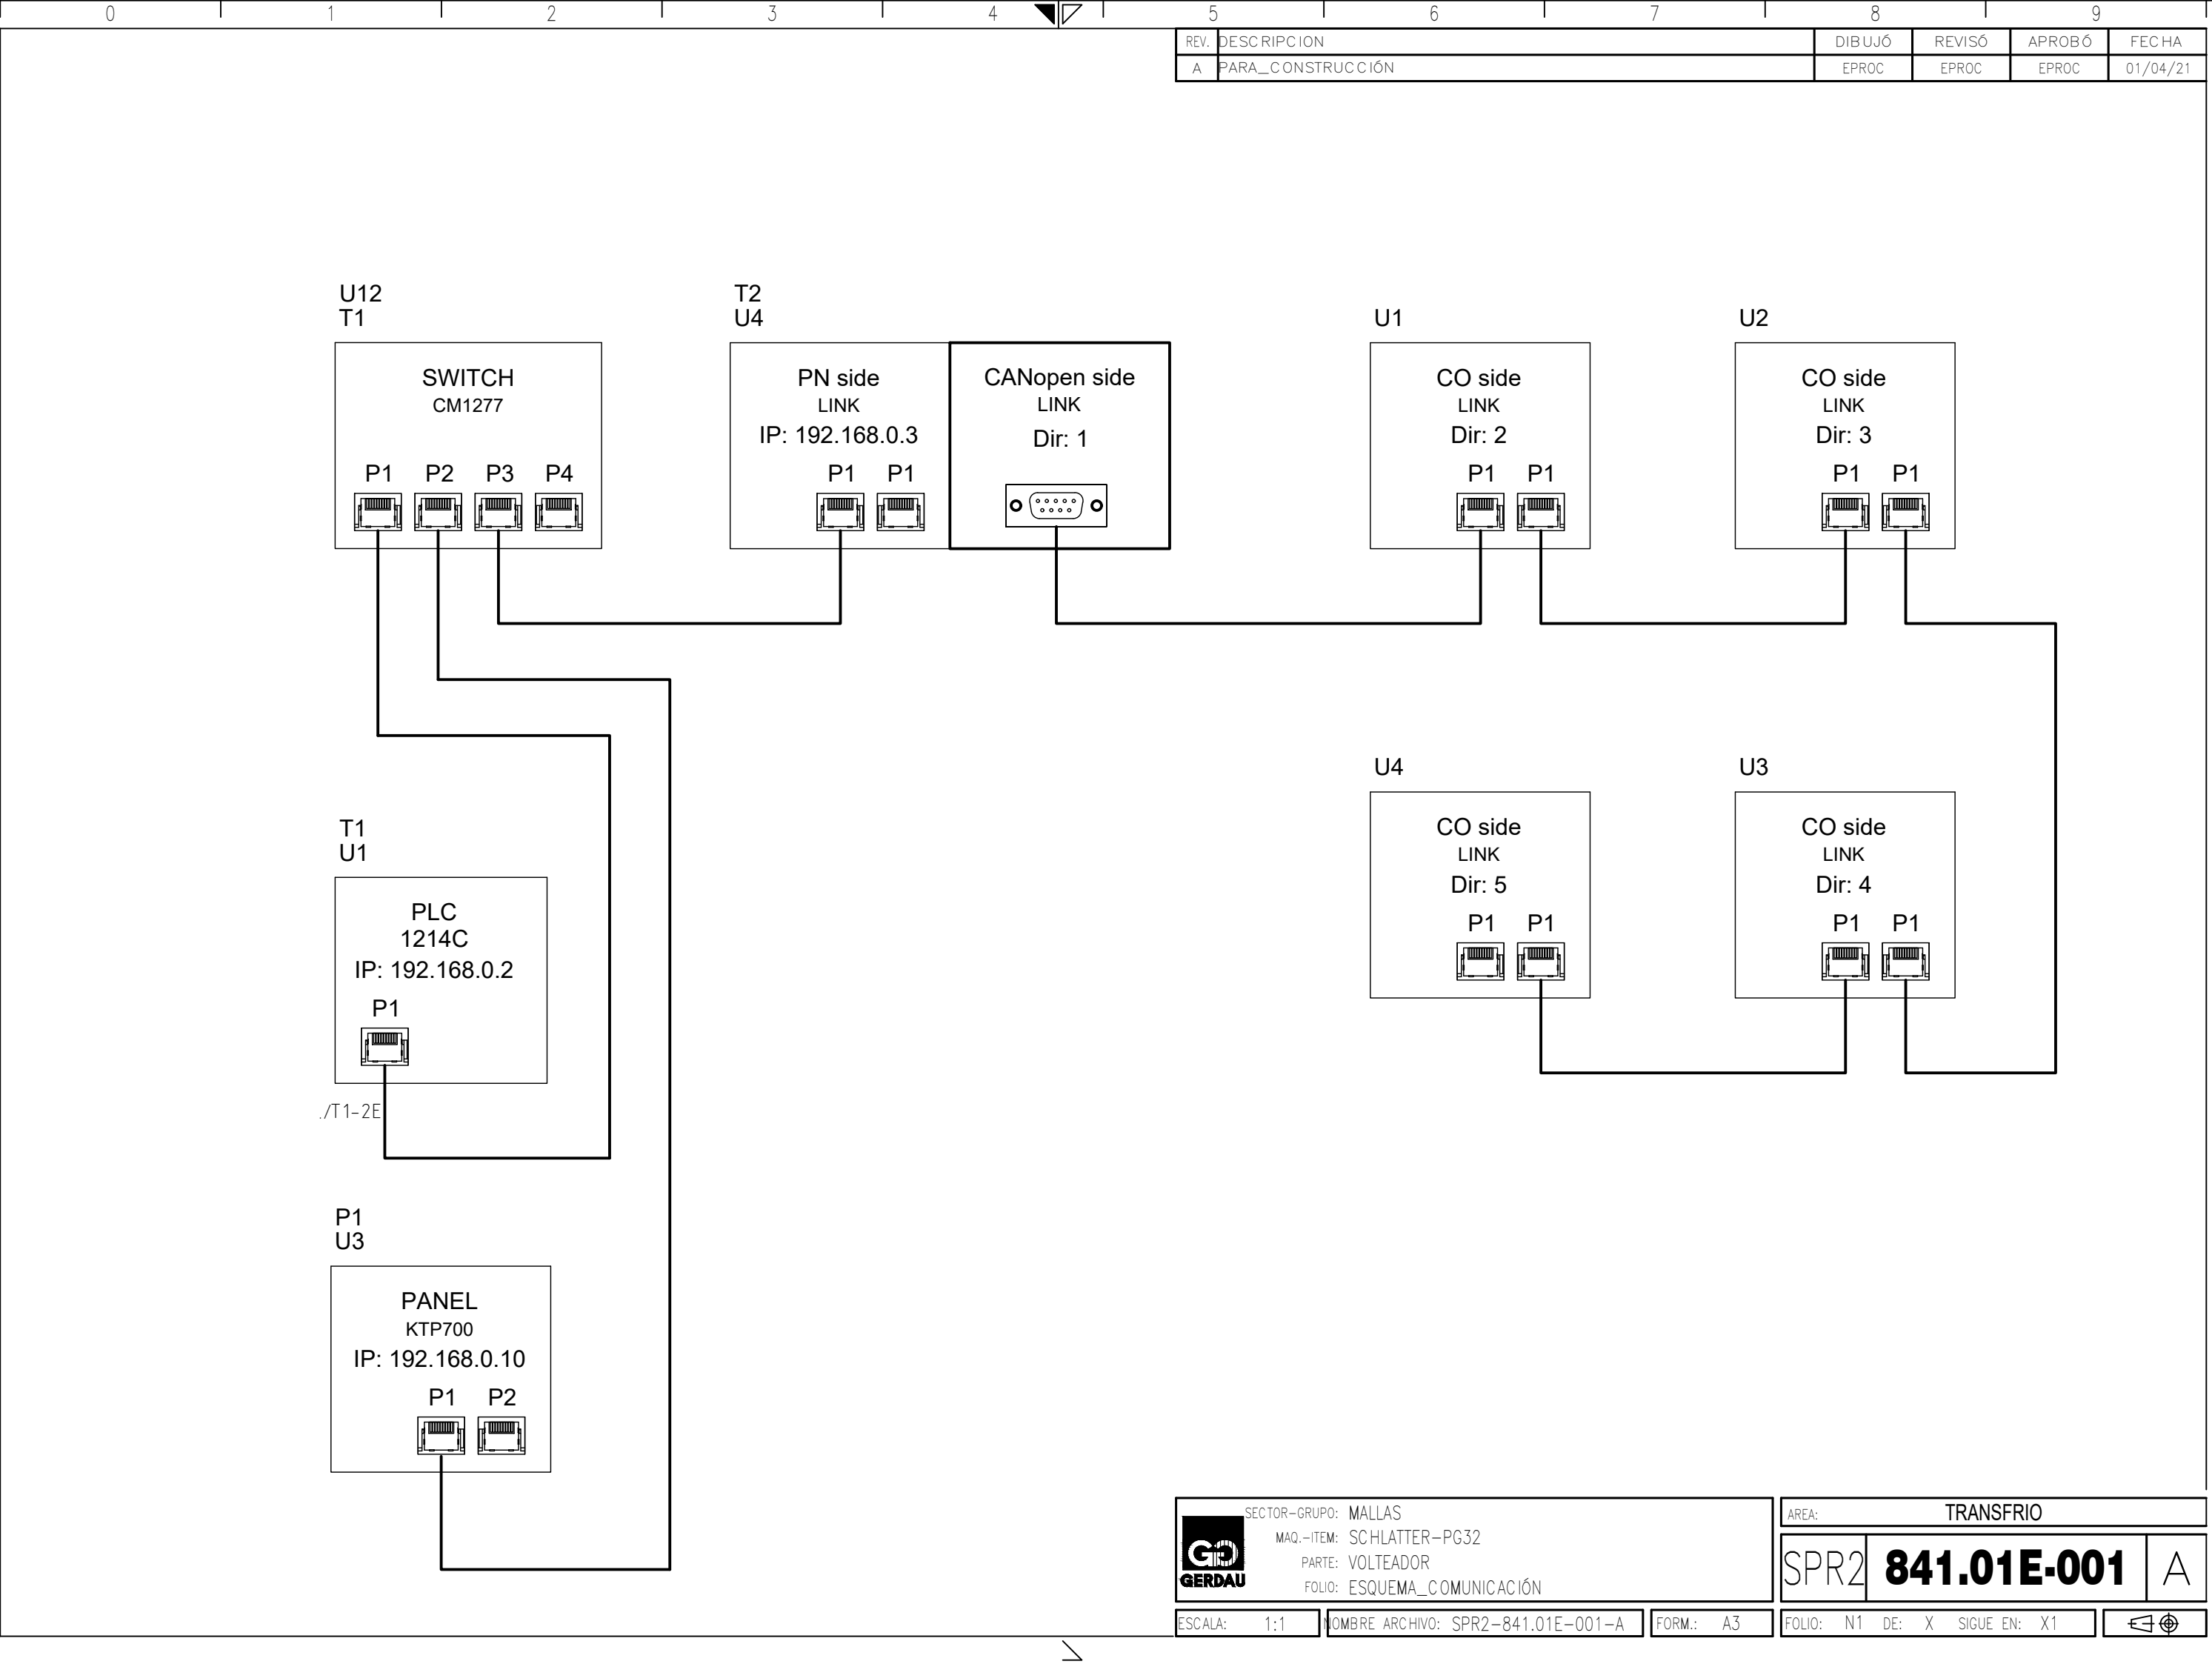 0 1 2 3 4 5 6 7 8 9
REV. DESCRIPCION DIBUJÓ REVISÓ APROBÓ FECHA
A PARA_CONSTRUCCIÓN EPROC EPROC EPROC 01/04/21
U12
T1
SWITCH
CM1277
P1 P2 P3 P4
T2
U4
PN side
LINK
IP: 192.168.0.3
P1 P1
CANopen side
LINK
Dir: 1
U1
CO side
LINK
Dir: 2
P1 P1
U2
CO side
LINK
Dir: 3
P1 P1
T1
U1
PLC
1214C
IP: 192.168.0.2
P1
./T1-2E
U4
CO side
LINK
Dir: 5
P1 P1
U3
CO side
LINK
Dir: 4
P1 P1
P1
U3
PANEL
KTP700
IP: 192.168.0.10
P1 P2
GERDAU
SECTOR-GRUPO: MALLAS
MAQ.-ITEM: SCHLATTER-PG32
PARTE: VOLTEADOR
FOLIO: ESQUEMA_COMUNICACIÓN
AREA: TRANSFRIO
SPR2 841.01E-001 A
ESCALA: 1:1 NOMBRE ARCHIVO: SPR2-841.01E-001-A FORM.: A3 FOLIO: N1 DE: X SIGUE EN: X1